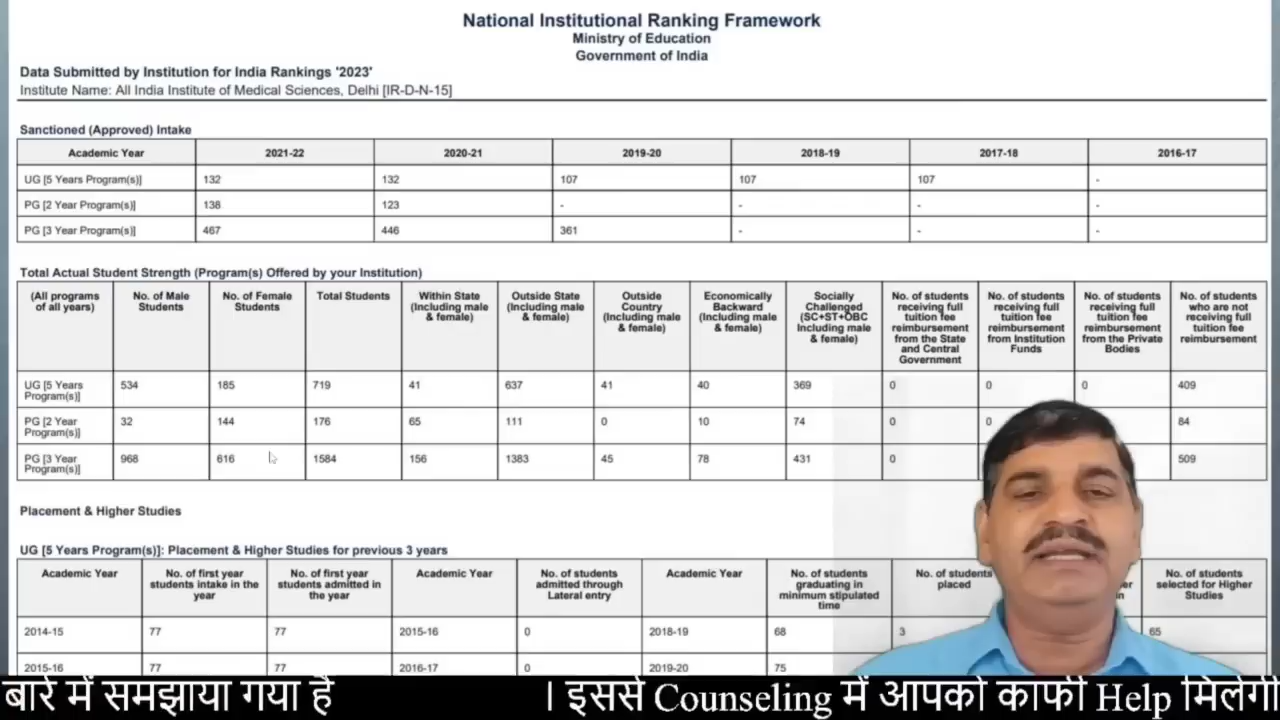 National Institutional Ranking Framework
Ministry of Education
Government of India
Data Submitted by Institution for India Rankings '2023'
Institute Name: All India Institute of Medical Sciences, Delhi [IR-D-N-15]
Sanctioned (Approved) Intake
Academic Year 2021-22 2020-21 2019-20 2018-19 2017-18 2016-17
UG [5 Years Program(s)] 132 132 107 107 107 -
PG [2 Year Program(s)] 138 123 - - - -
PG [3 Year Program(s)] 467 446 361 - - -
Total Actual Student Strength (Program(s) Offered by your Institution)
(All programs of all years) No. of Male Students No. of Female Students Total Students Within State (Including male & female) Outside State (Including male & female) Outside Country (Including male & female) Economically Backward (Including male & female) Socially Challenged (SC+ST+OBC Including male & female) No. of students receiving full tuition fee reimbursement from the State and Central Government No. of students receiving full tuition fee reimbursement from Institution Funds No. of students receiving full tuition fee reimbursement from the Private Bodies No. of students who are not receiving full tuition fee reimbursement
UG [5 Years Program(s)] 534 185 719 41 637 41 40 369 0 0 0 409
PG [2 Year Program(s)] 32 144 176 65 111 0 10 74 0 0 84
PG [3 Year Program(s)] 968 616 1584 156 1383 45 78 431 0 509
Placement & Higher Studies
UG [5 Years Program(s)]: Placement & Higher Studies for previous 3 years
Academic Year No. of first year students intake in the year No. of first year students admitted in the year Academic Year No. of students admitted through Lateral entry Academic Year No. of students graduating in minimum stipulated time No. of students placed No. of students selected for Higher Studies
2014-15 77 77 2015-16 0 2018-19 68 3 65
2015-16 77 77 2016-17 0 2019-20 75
बारे में समझाया गया है । इससे Counseling में आपको काफी Help मिलेगी